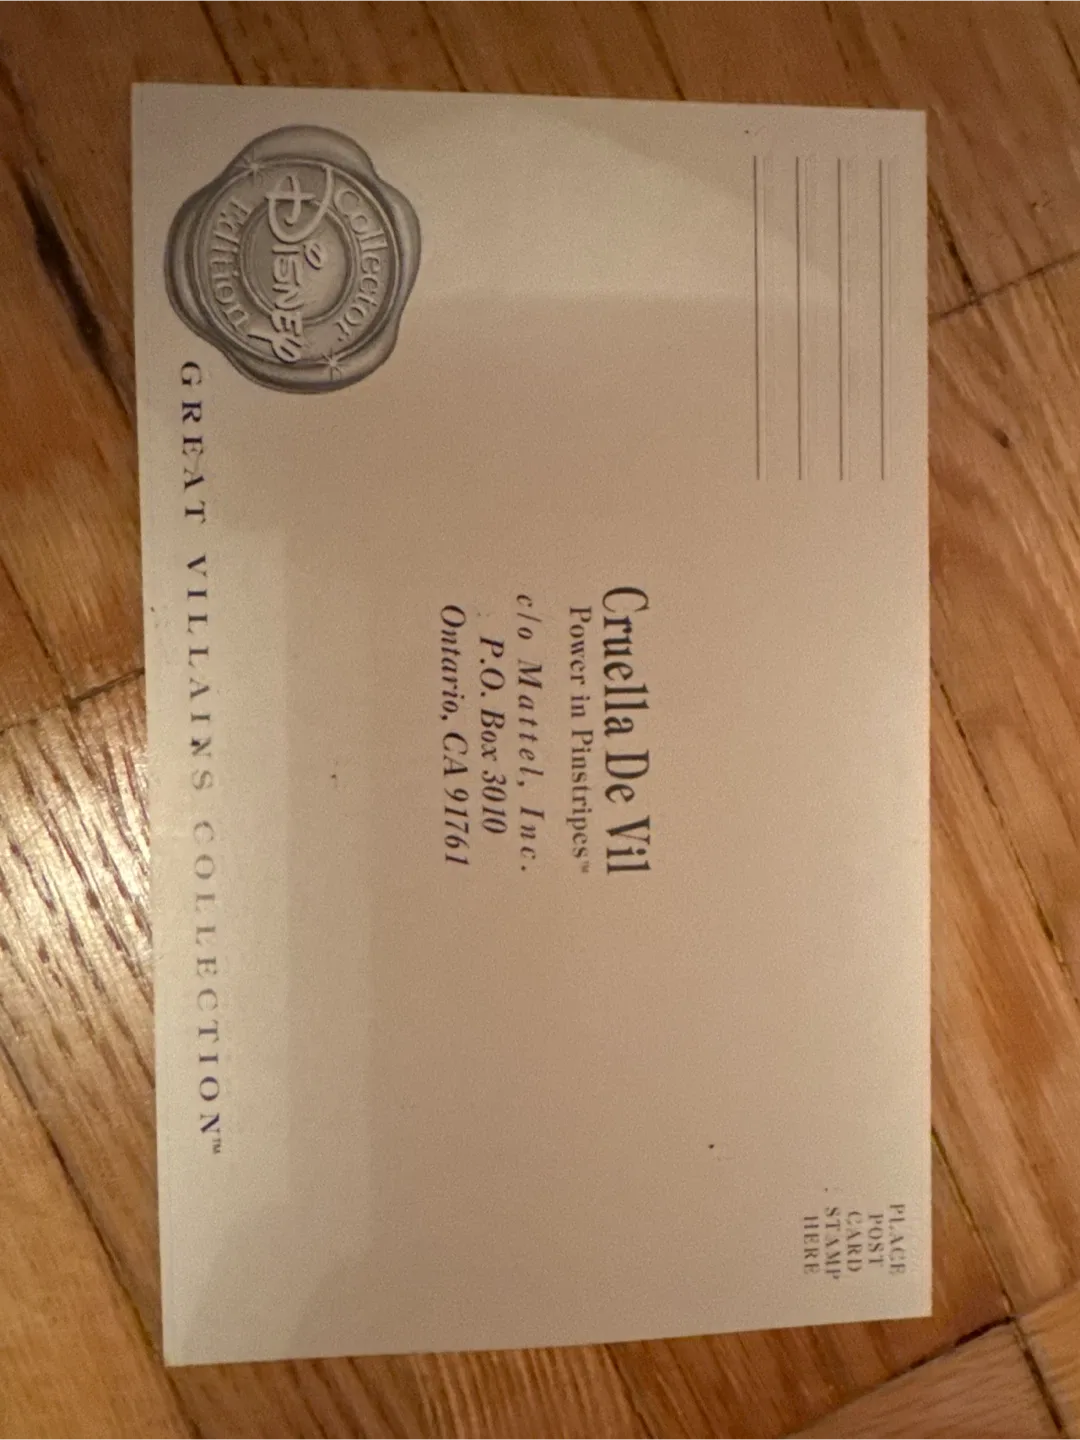 PLACE
POST
CARD
STAMP
HERE
Cruella De Vil
Power in Pinstripes™
c/o Mattel, Inc.
P.O. Box 3010
Ontario, CA 91761
Collector
Disney
Edition
GREAT VILLAINS COLLECTION™